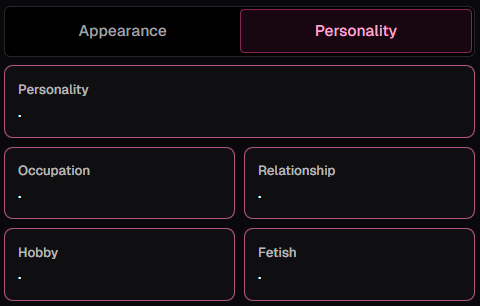 Appearance
Personality
Personality
.
Occupation
.
Relationship
.
Hobby
.
Fetish
.